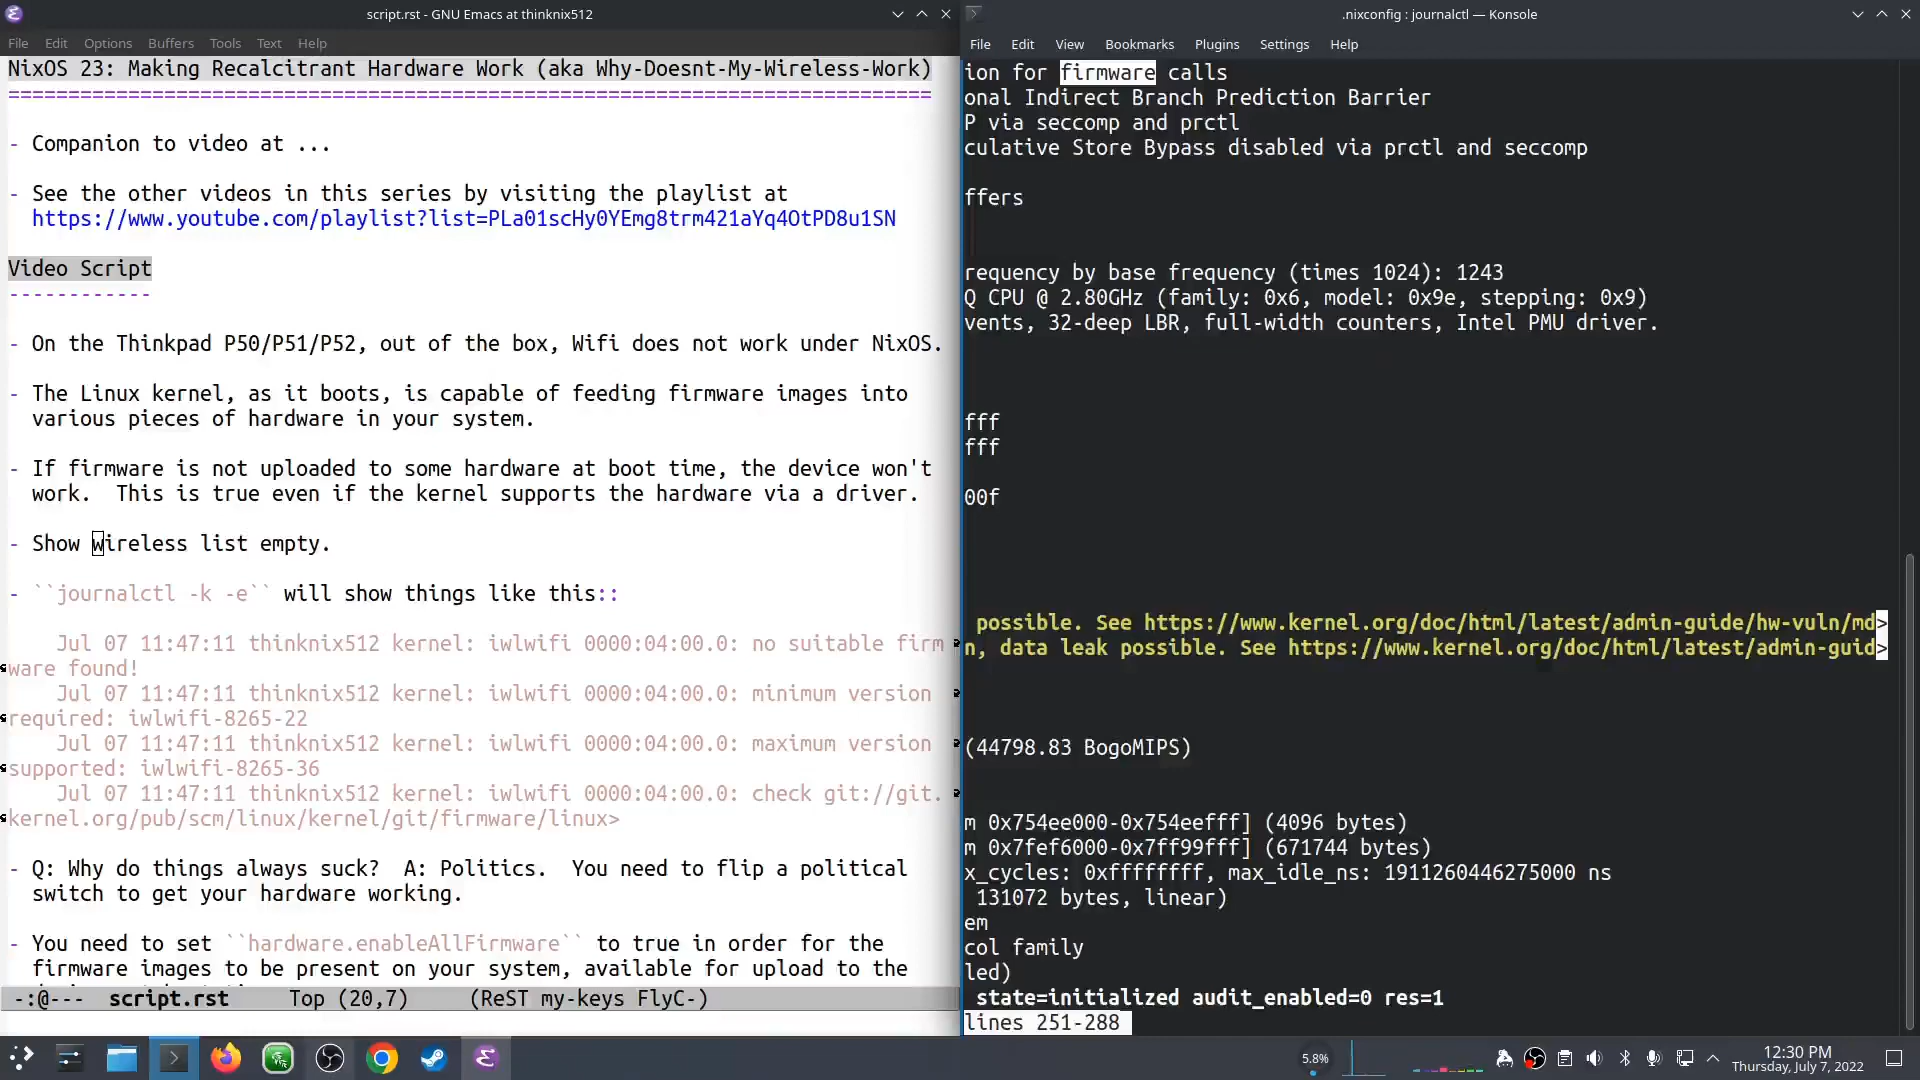 script.rst - GNU Emacs at thinknix512
File Edit Options Buffers Tools Text Help
NixOS 23: Making Recalcitrant Hardware Work (aka Why-Doesnt-My-Wireless-Work)
=============================================================================
- Companion to video at ...
- See the other videos in this series by visiting the playlist at
https://www.youtube.com/playlist?list=PLa01scHy0YEmg8trm421aYq4OtPD8u1SN
Video Script
------------
- On the Thinkpad P50/P51/P52, out of the box, Wifi does not work under NixOS.
- The Linux kernel, as it boots, is capable of feeding firmware images into
various pieces of hardware in your system.
- If firmware is not uploaded to some hardware at boot time, the device won't
work.  This is true even if the kernel supports the hardware via a driver.
- Show wireless list empty.
- ``journalctl -k -e`` will show things like this::
Jul 07 11:47:11 thinknix512 kernel: iwlwifi 0000:04:00.0: no suitable firm
ware found!
Jul 07 11:47:11 thinknix512 kernel: iwlwifi 0000:04:00.0: minimum version
required: iwlwifi-8265-22
Jul 07 11:47:11 thinknix512 kernel: iwlwifi 0000:04:00.0: maximum version
supported: iwlwifi-8265-36
Jul 07 11:47:11 thinknix512 kernel: iwlwifi 0000:04:00.0: check git://git.
kernel.org/pub/scm/linux/kernel/git/firmware/linux>
- Q: Why do things always suck?  A: Politics.  You need to flip a political
switch to get your hardware working.
- You need to set ``hardware.enableAllFirmware`` to true in order for the
firmware images to be present on your system, available for upload to the
-:@---  script.rst     Top (20,7)     (ReST my-keys FlyC-)
.nixconfig : journalctl — Konsole
File Edit View Bookmarks Plugins Settings Help
ion for firmware calls
onal Indirect Branch Prediction Barrier
P via seccomp and prctl
culative Store Bypass disabled via prctl and seccomp
ffers
requency by base frequency (times 1024): 1243
Q CPU @ 2.80GHz (family: 0x6, model: 0x9e, stepping: 0x9)
vents, 32-deep LBR, full-width counters, Intel PMU driver.
fff
fff
00f
possible. See https://www.kernel.org/doc/html/latest/admin-guide/hw-vuln/md>
n, data leak possible. See https://www.kernel.org/doc/html/latest/admin-guid>
(44798.83 BogoMIPS)
m 0x754ee000-0x754eefff] (4096 bytes)
m 0x7fef6000-0x7ff99fff] (671744 bytes)
x_cycles: 0xffffffff, max_idle_ns: 1911260446275000 ns
131072 bytes, linear)
em
col family
led)
state=initialized audit_enabled=0 res=1
lines 251-288
5.8%
12:30 PM
Thursday, July 7, 2022